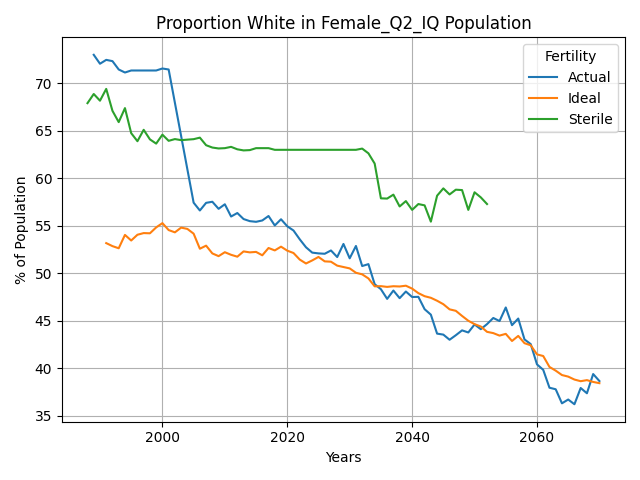 Proportion White in Female_Q2_IQ Population
Fertility
Actual
Ideal
Sterile
% of Population
70
65
60
55
50
45
40
35
2000
2020
2040
2060
Years